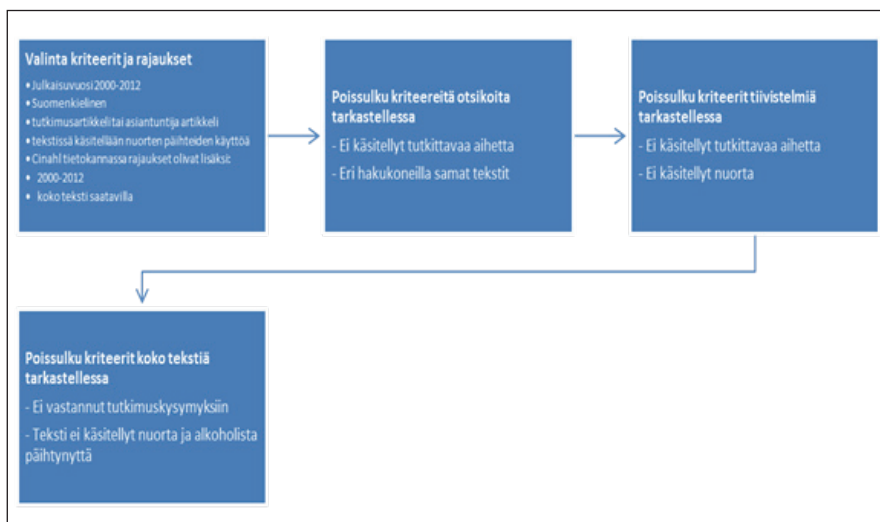 Valinta kriteerit ja rajaukset
• Julkaisuvuosi 2000-2012
• Suomenkielinen
• tutkimusartikkeli tai asiantuntija artikkeli
• tekstissä käsitellään nuorten päihteiden käyttöä
• Cinahl tietokannassa rajaukset olivat lisäksi:
• 2000-2012
• koko teksti saatavilla
Poissulku kriteereitä otsikoita
tarkastellessa
- Ei käsitellyt tutkittavaa aihetta
- Eri hakukoneilla samat tekstit
Poissulku kriteerit tiivistelmiä
tarkastellessa
- Ei käsitellyt tutkittavaa aihetta
- Ei käsitellyt nuorta
Poissulku kriteerit koko tekstiä
tarkastellessa
- Ei vastannut tutkimuskysymyksiin
- Teksti ei käsitellyt nuorta ja alkoholista
päihtynyttä